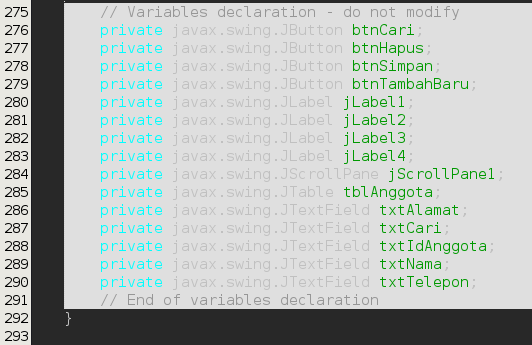 275 // Variables declaration - do not modify
276 private javax.swing.JButton btnCari;
277 private javax.swing.JButton btnHapus;
278 private javax.swing.JButton btnSimpan;
279 private javax.swing.JButton btnTambahBaru;
280 private javax.swing.JLabel jLabel1;
281 private javax.swing.JLabel jLabel2;
282 private javax.swing.JLabel jLabel3;
283 private javax.swing.JLabel jLabel4;
284 private javax.swing.JScrollPane jScrollPane1;
285 private javax.swing.JTable tblAnggota;
286 private javax.swing.JTextField txtAlamat;
287 private javax.swing.JTextField txtCari;
288 private javax.swing.JTextField txtIdAnggota;
289 private javax.swing.JTextField txtNama;
290 private javax.swing.JTextField txtTelepon;
291 // End of variables declaration
292 }
293